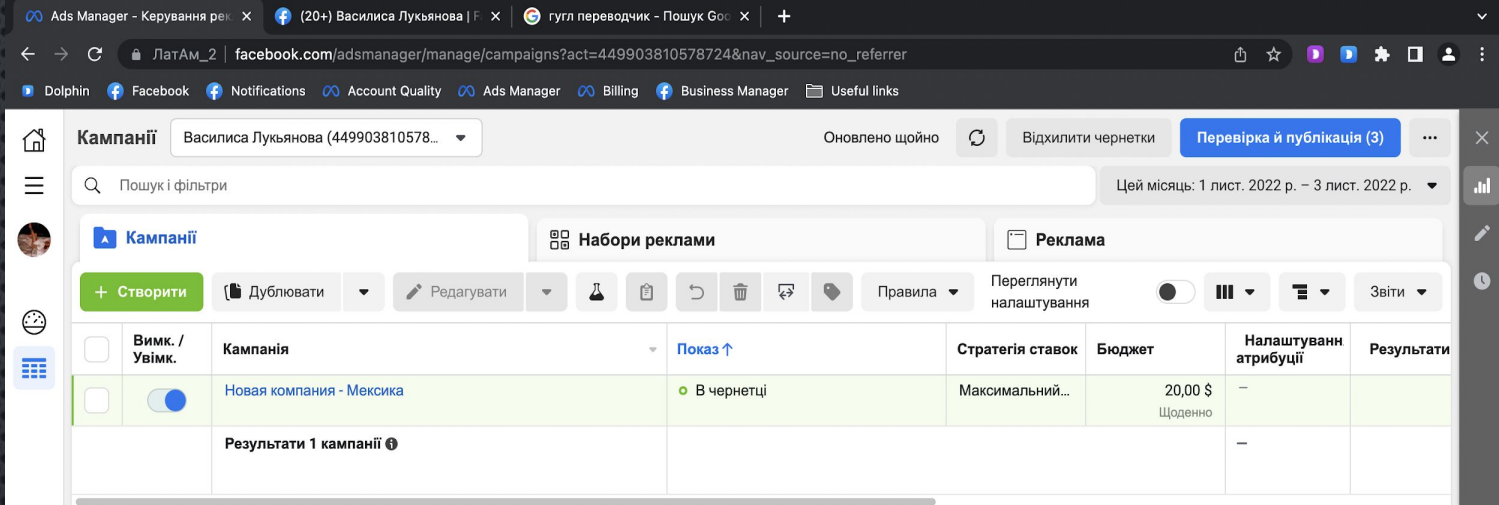 Ads Manager - Керування рек
(20+) Василиса Лукьянова | F
гугл переводчик - Пошук Goo
ЛатАм_2 | facebook.com/adsmanager/manage/campaigns?act=449903810578724&nav_source=no_referrer
Dolphin Facebook Notifications Account Quality Ads Manager Billing Business Manager Useful links
Кампанії Василиса Лукьянова (44990381057​8... Оновлено щойно Відхилити чернетки Перевірка й публікація (3)
Пошук і фільтри Цей місяць: 1 лист. 2022 р. – 3 лист. 2022 р.
Кампанії Набори реклами Реклама
+ Створити Дублювати Редагувати Правила Переглянути налаштування Звіти
Вимк. / Увімк. Кампанія Показ↑ Стратегія ставок Бюджет Налаштуванн атрибуції Результати
Новая компания - Мексика В чернетці Максимальний... 20,00 $ –
Щоденно
Результати 1 кампанії –